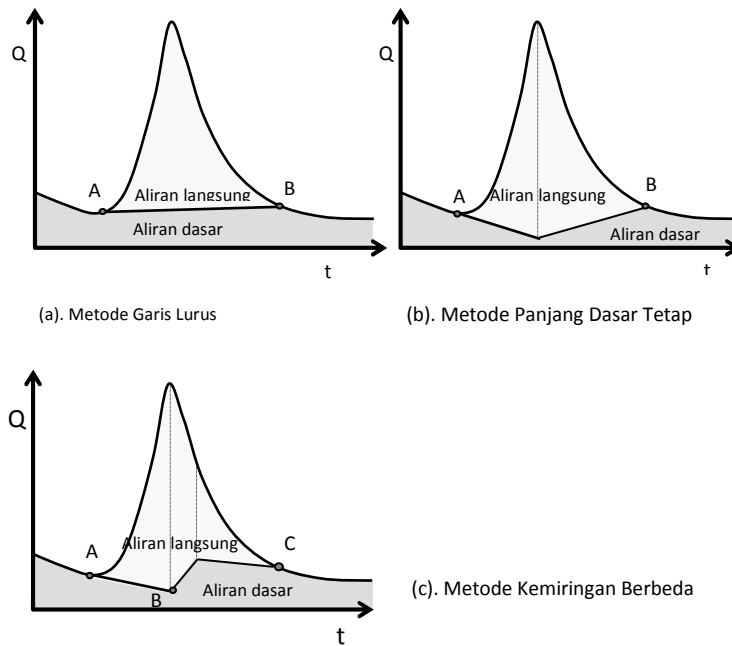 Q
A
B
Aliran langsung
Aliran dasar
t
(a). Metode Garis Lurus
Q
A
B
Aliran langsung
Aliran dasar
t
(b). Metode Panjang Dasar Tetap
Q
A
Aliran langsung
C
B
Aliran dasar
t
(c). Metode Kemiringan Berbeda